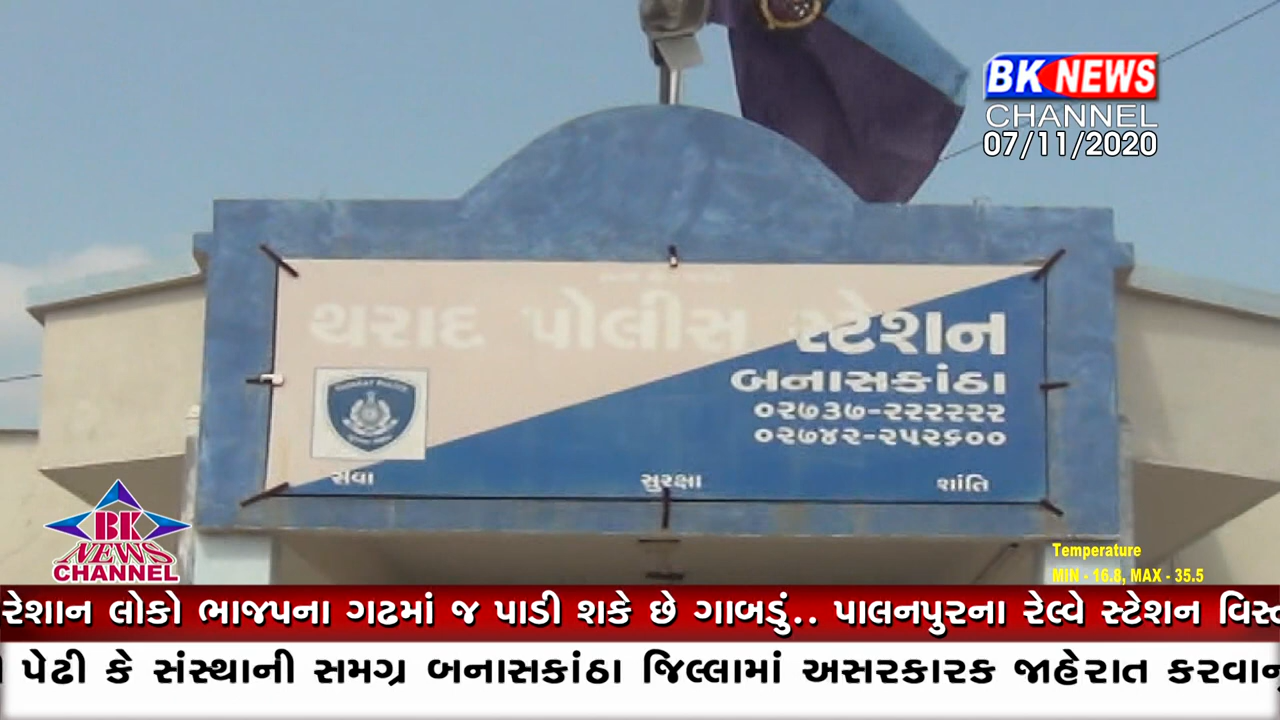 BK NEWS
CHANNEL
07/11/2020
થરાદ પોલીસ સ્ટેશન
બનાસકાંઠા
૦૨૭૩૭-૨૨૨૨૨૨
૦૨૭૪૨-૨૫૨૬૦૦
સેવા સુરક્ષા શાંતિ
BK
NEWS
CHANNEL
Temperature
MIN - 16.8, MAX - 35.5
રેશાન લોકો ભાજપના ગઢમાં જ પાડી શકે છે ગાબડું.. પાલનપુરના રેલ્વે સ્ટેશન વિસ્ત
પેઢી કે સંસ્થાની સમગ્ર બનાસકાંઠા જિલ્લામાં અસરકારક જાહેરાત કરવાનુ